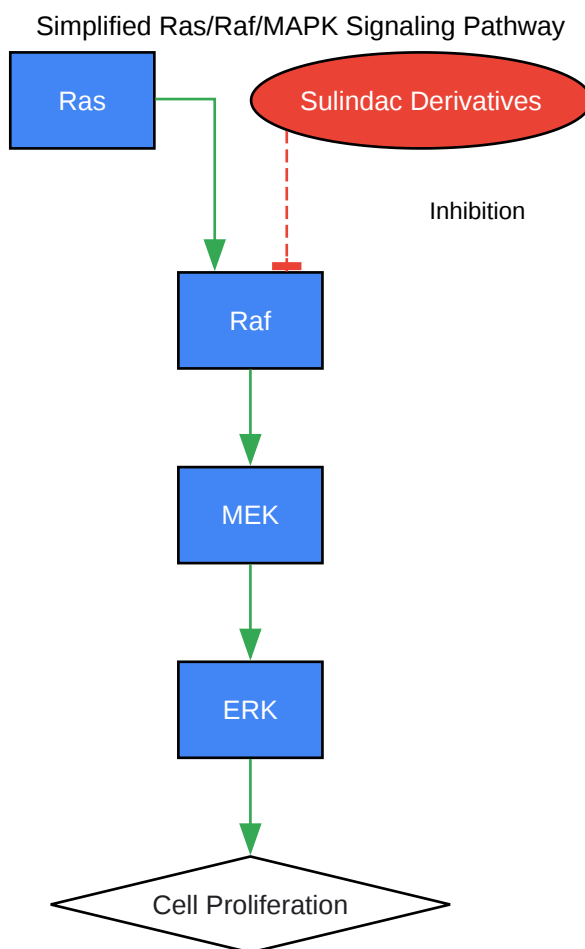 Simplified Ras/Raf/MAPK Signaling Pathway
Ras
Sulindac Derivatives
Inhibition
Raf
MEK
ERK
Cell Proliferation